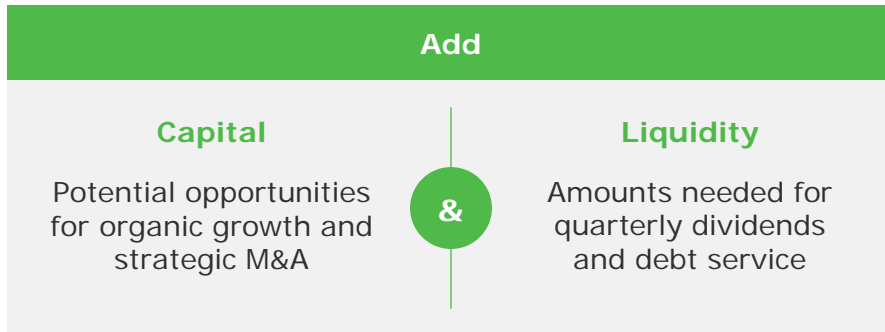 Add
Capital
Potential opportunities
for organic growth and
strategic M&A
&
Liquidity
Amounts needed for
quarterly dividends
and debt service